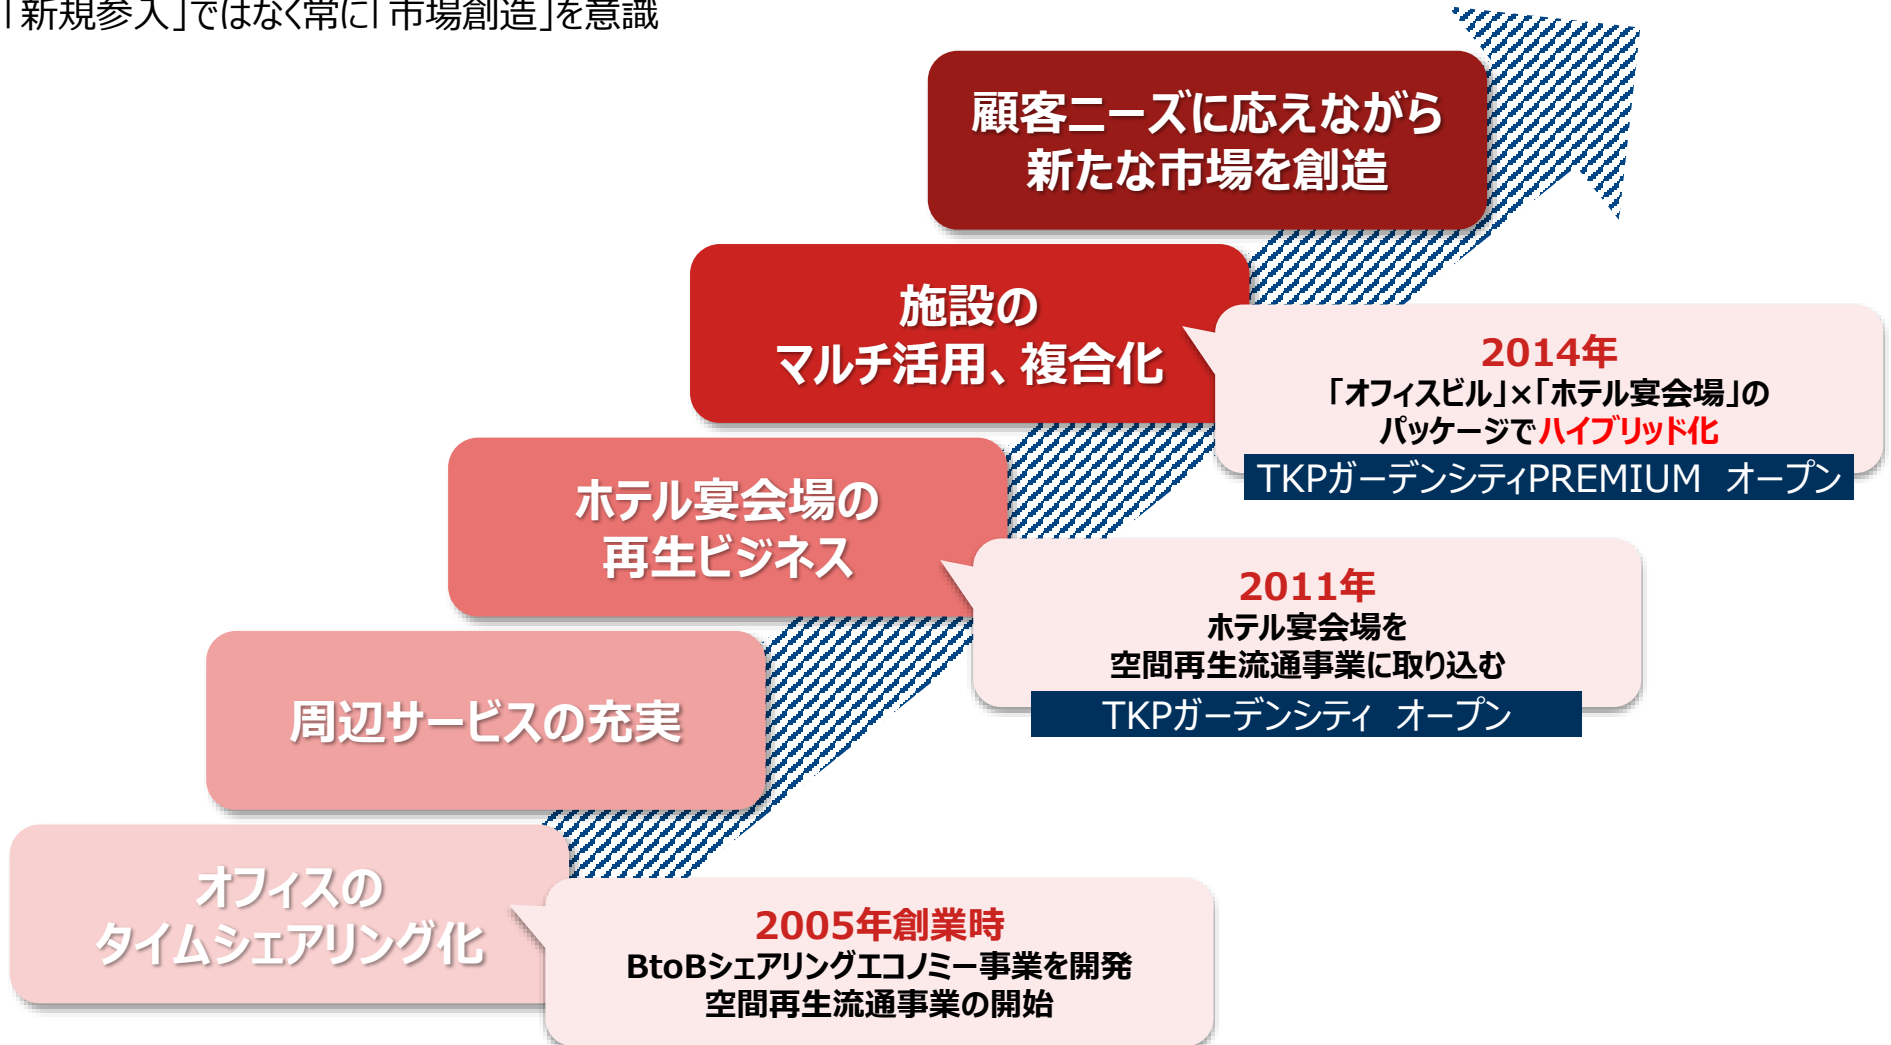 「新規参入」ではなく常に「市場創造」を意識
顧客ニーズに応えながら
新たな市場を創造
施設の
マルチ活用、複合化
2014年
「オフィスビル」×「ホテル宴会場」の
パッケージでハイブリッド化
TKPガーデンシティPREMIUM　オープン
ホテル宴会場の
再生ビジネス
2011年
ホテル宴会場を
空間再生流通事業に取り込む
TKPガーデンシティ　オープン
周辺サービスの充実
オフィスの
タイムシェアリング化
2005年創業時
BtoBシェアリングエコノミー事業を開発
空間再生流通事業の開始